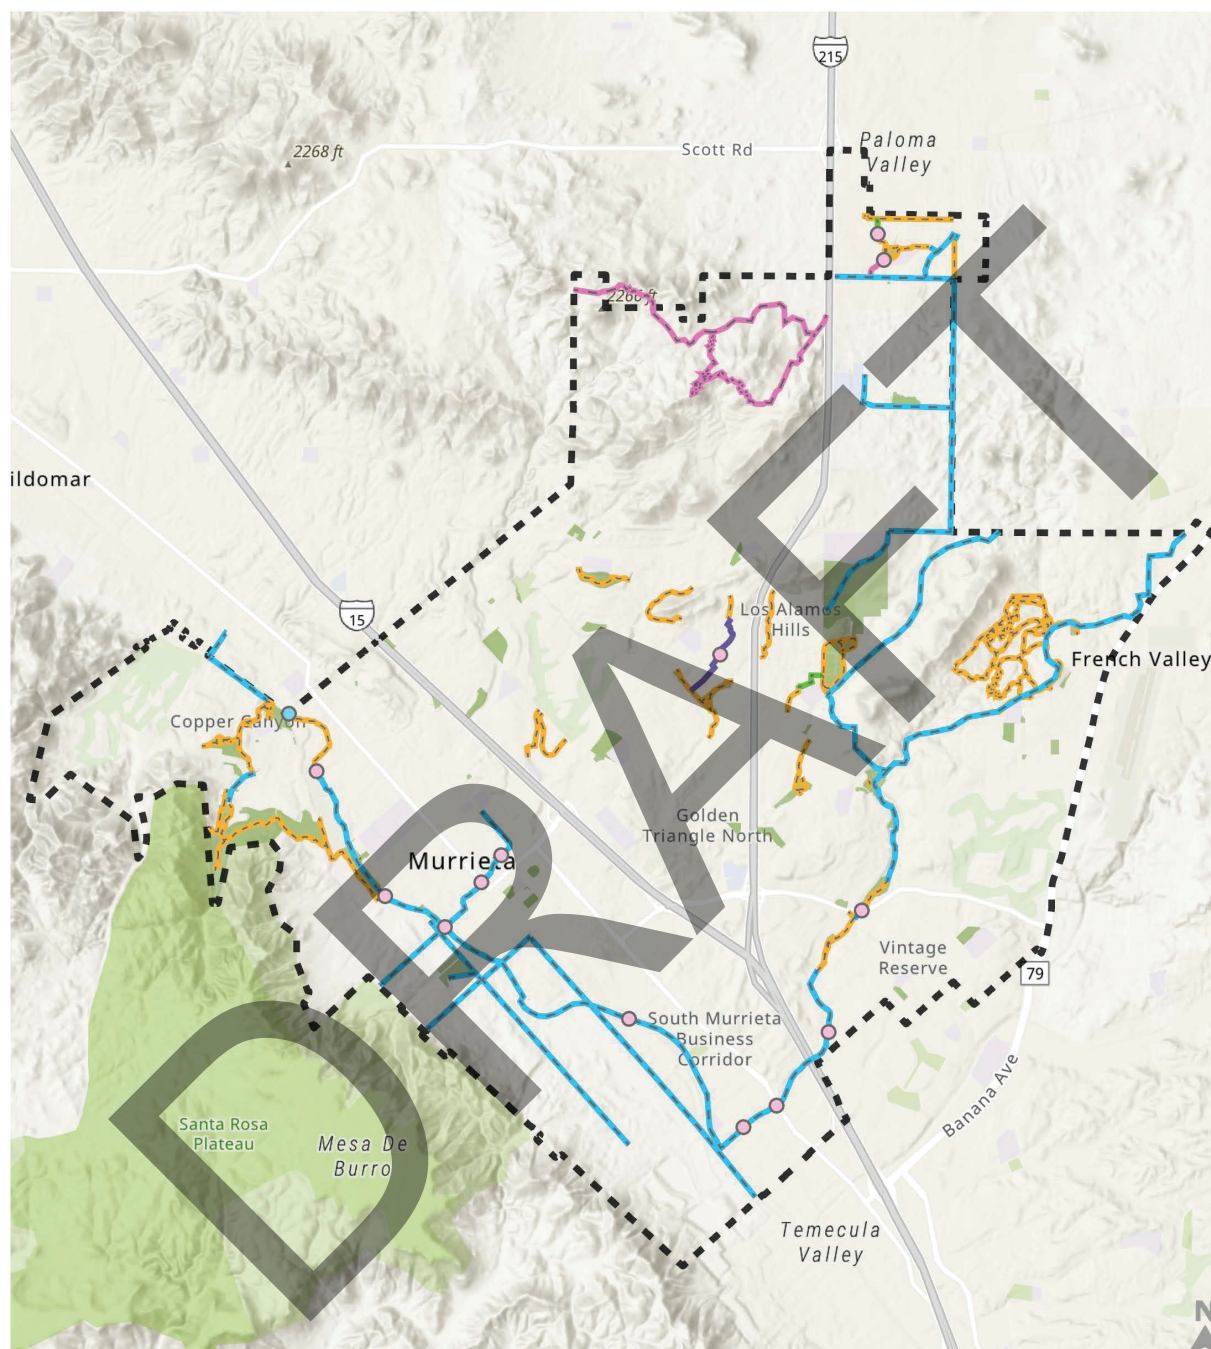 215
Paloma
Valley
Scott Rd
2268 ft
ildomar
15
Los Alamos
Hills
French Valley
Copper Canyon
Golden
Triangle North
Murrieta
Vintage
Reserve
79
South Murrieta
Business
Corridor
Banana Ave
Santa Rosa
Plateau
Mesa De
Burro
Temecula
Valley
N
DRAFT